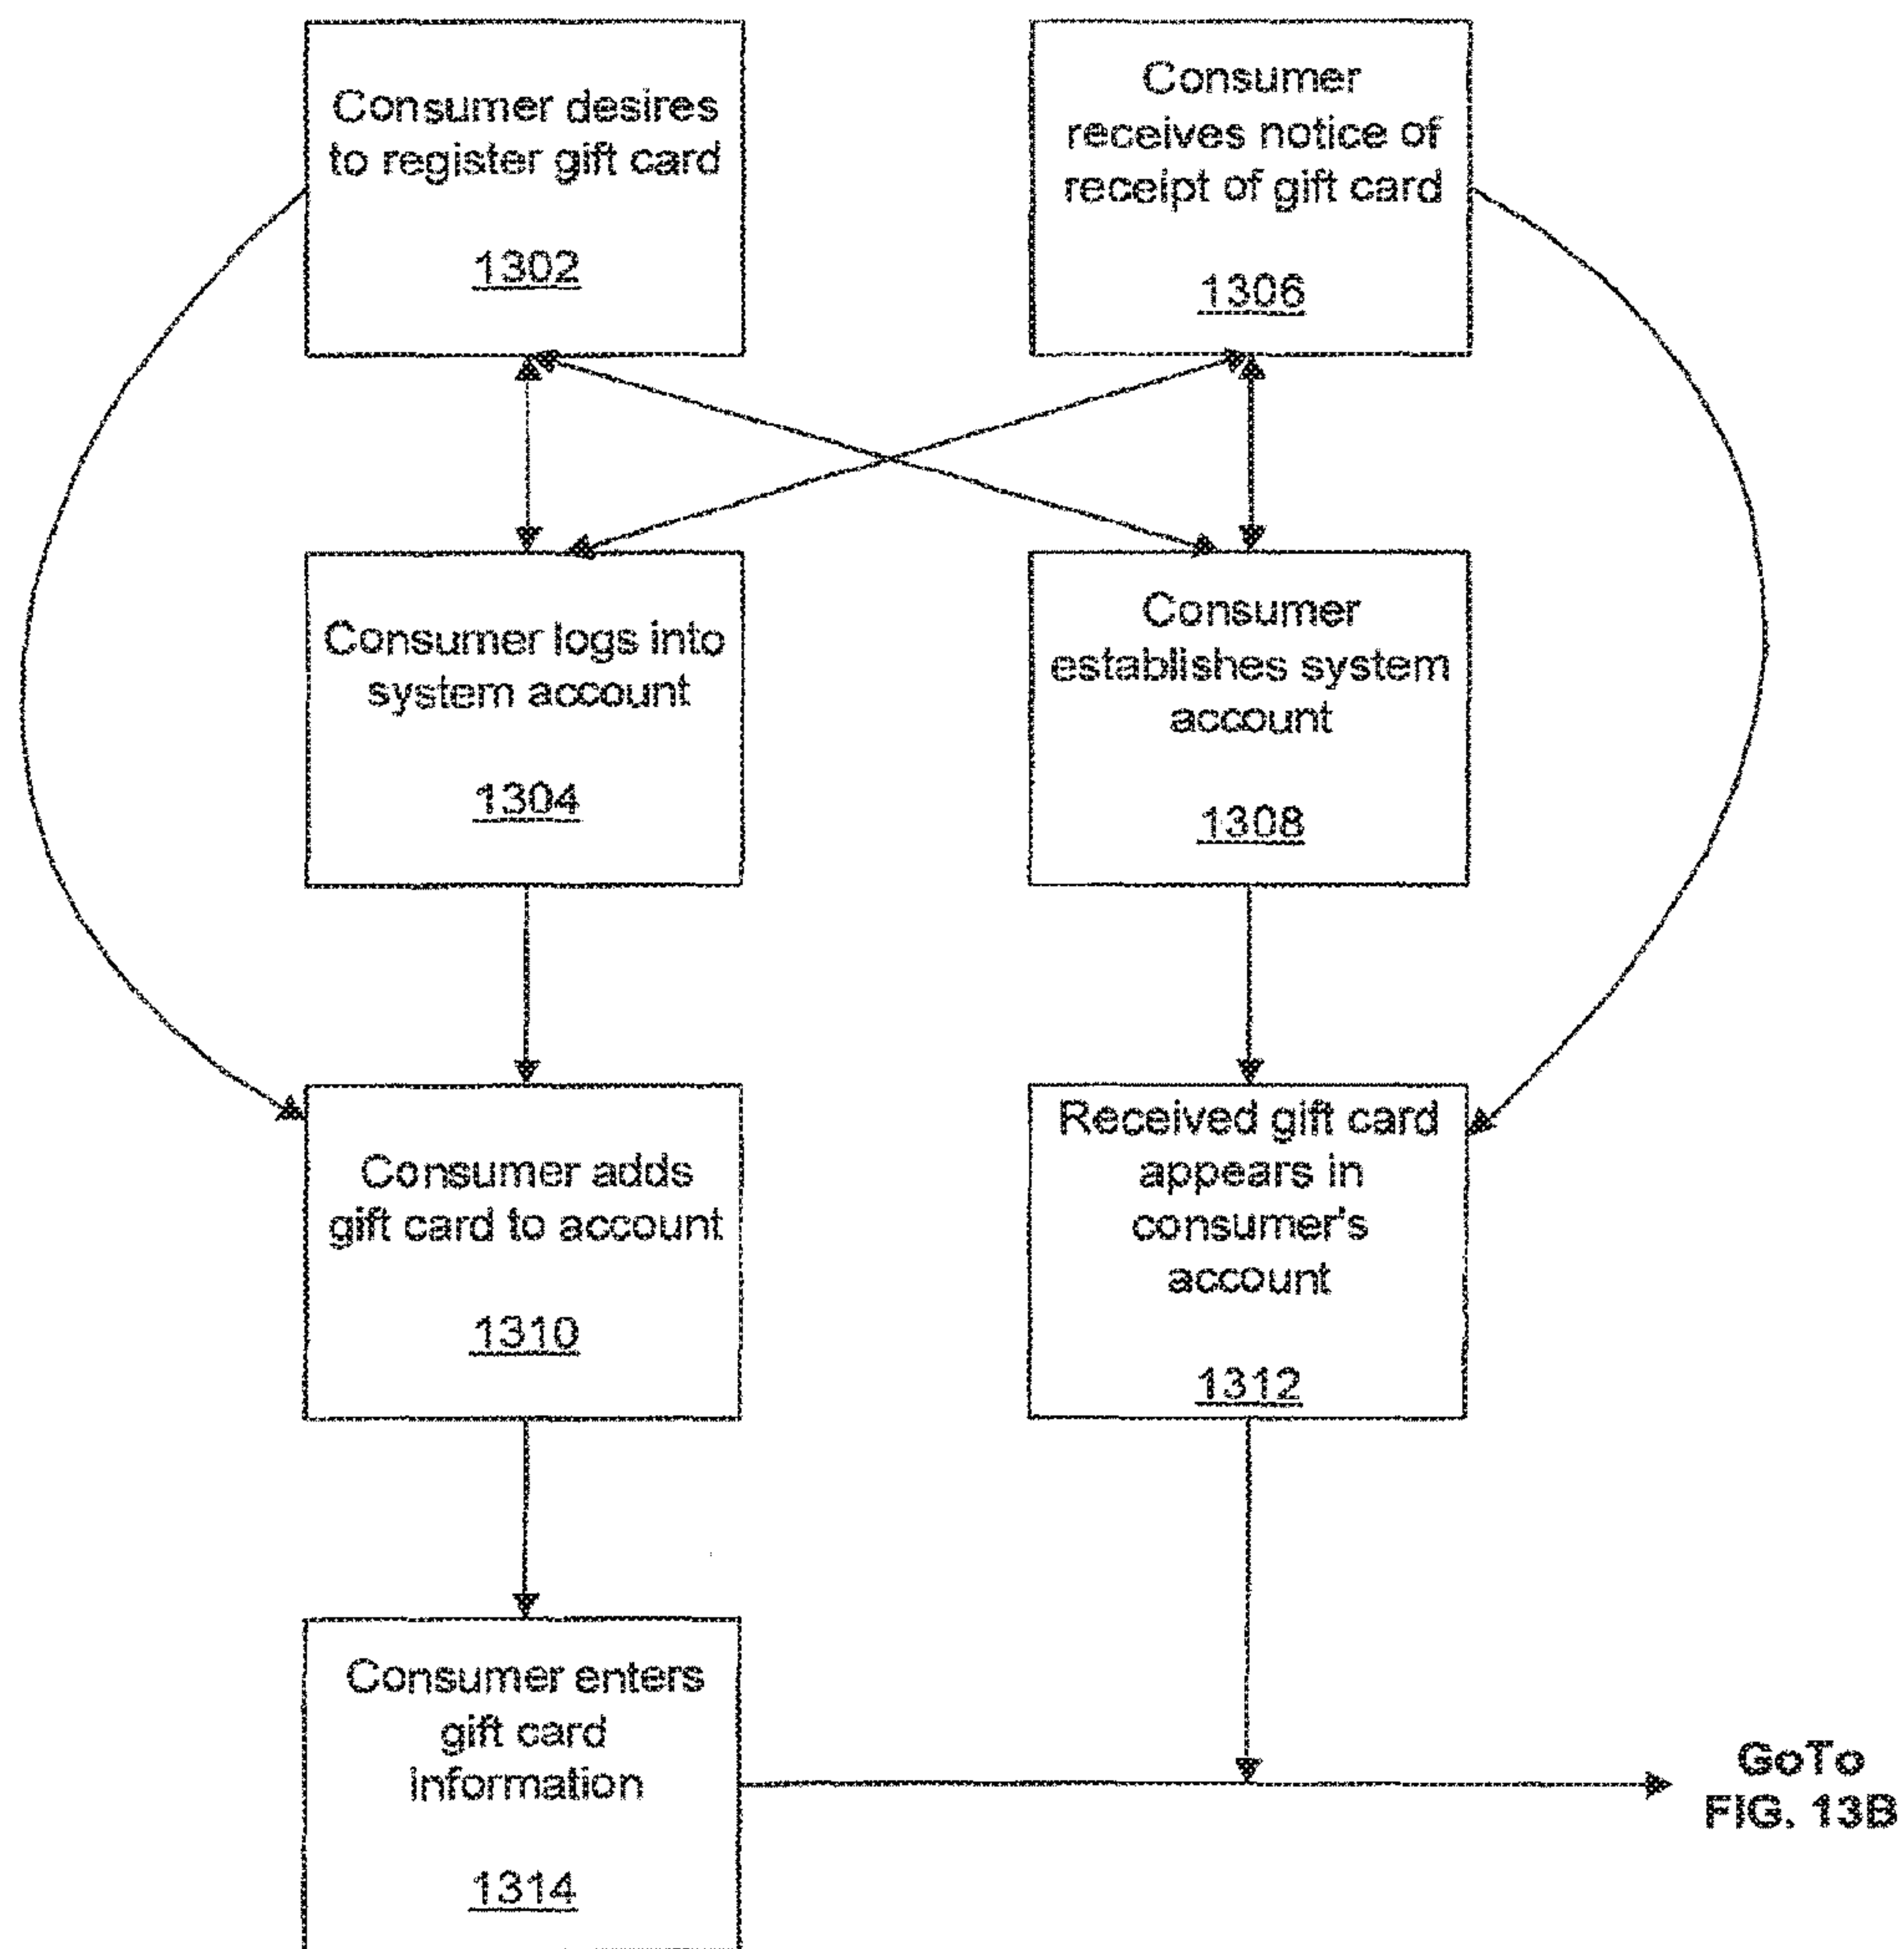 Consumer desires
to register gift card
1302
Consumer
receives notice of
receipt of gift card
1306
Consumer logs into
system account
1304
Consumer
establishes system
account
1308
Consumer adds
gift card to account
1310
Received gift card
appears in
consumer's
account
1312
Consumer enters
gift card
information
1314
GoTo
FIG. 13B